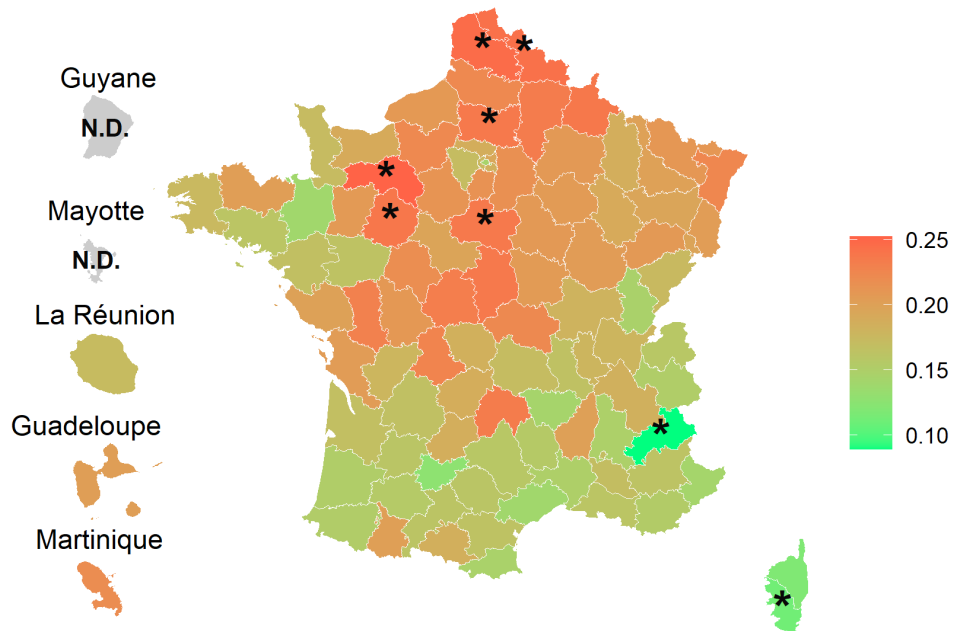 Guyane
N.D.
Mayotte
N.D.
La Réunion
Guadeloupe
Martinique
*
*
*
*
*
*
*
*
0.25
0.20
0.15
0.10